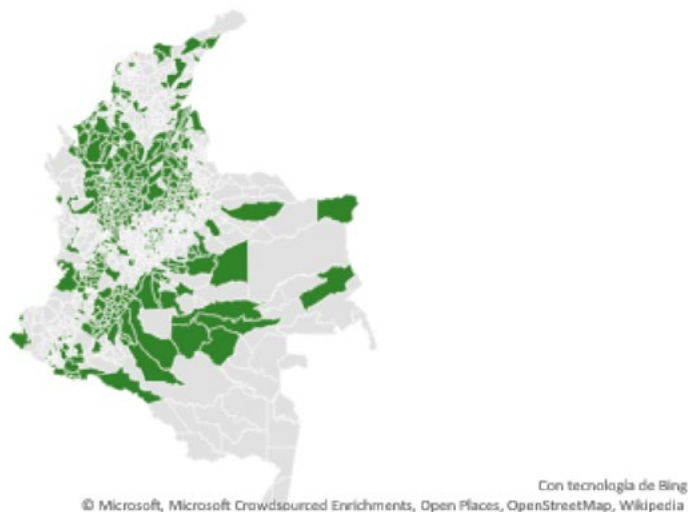 Con tecnología de Bing
© Microsoft, Microsoft Crowdsourced Enrichments, Open Places, OpenStreetMap, Wikipedia